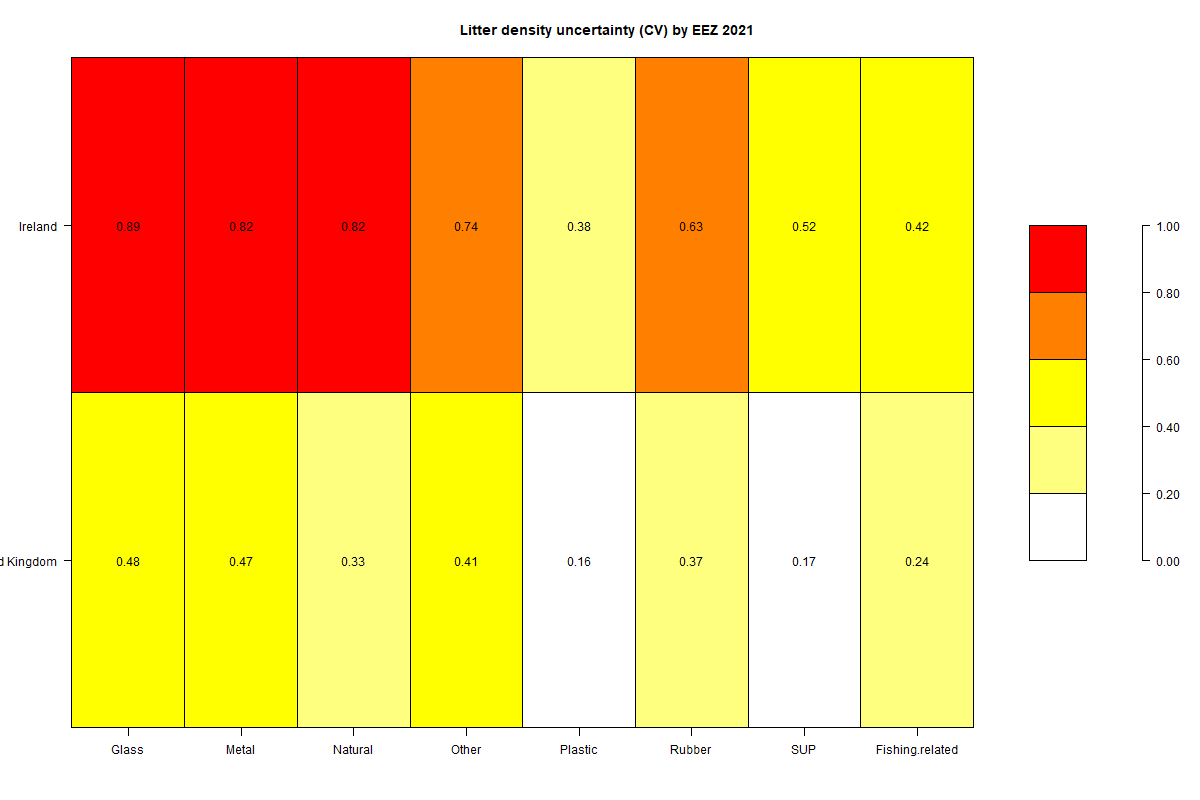 Litter density uncertainty (CV) by EEZ 2021
Ireland 0.89 0.82 0.82 0.74 0.38 0.63 0.52 0.42
d Kingdom 0.48 0.47 0.33 0.41 0.16 0.37 0.17 0.24
Glass Metal Natural Other Plastic Rubber SUP Fishing.related
1.00
0.80
0.60
0.40
0.20
0.00